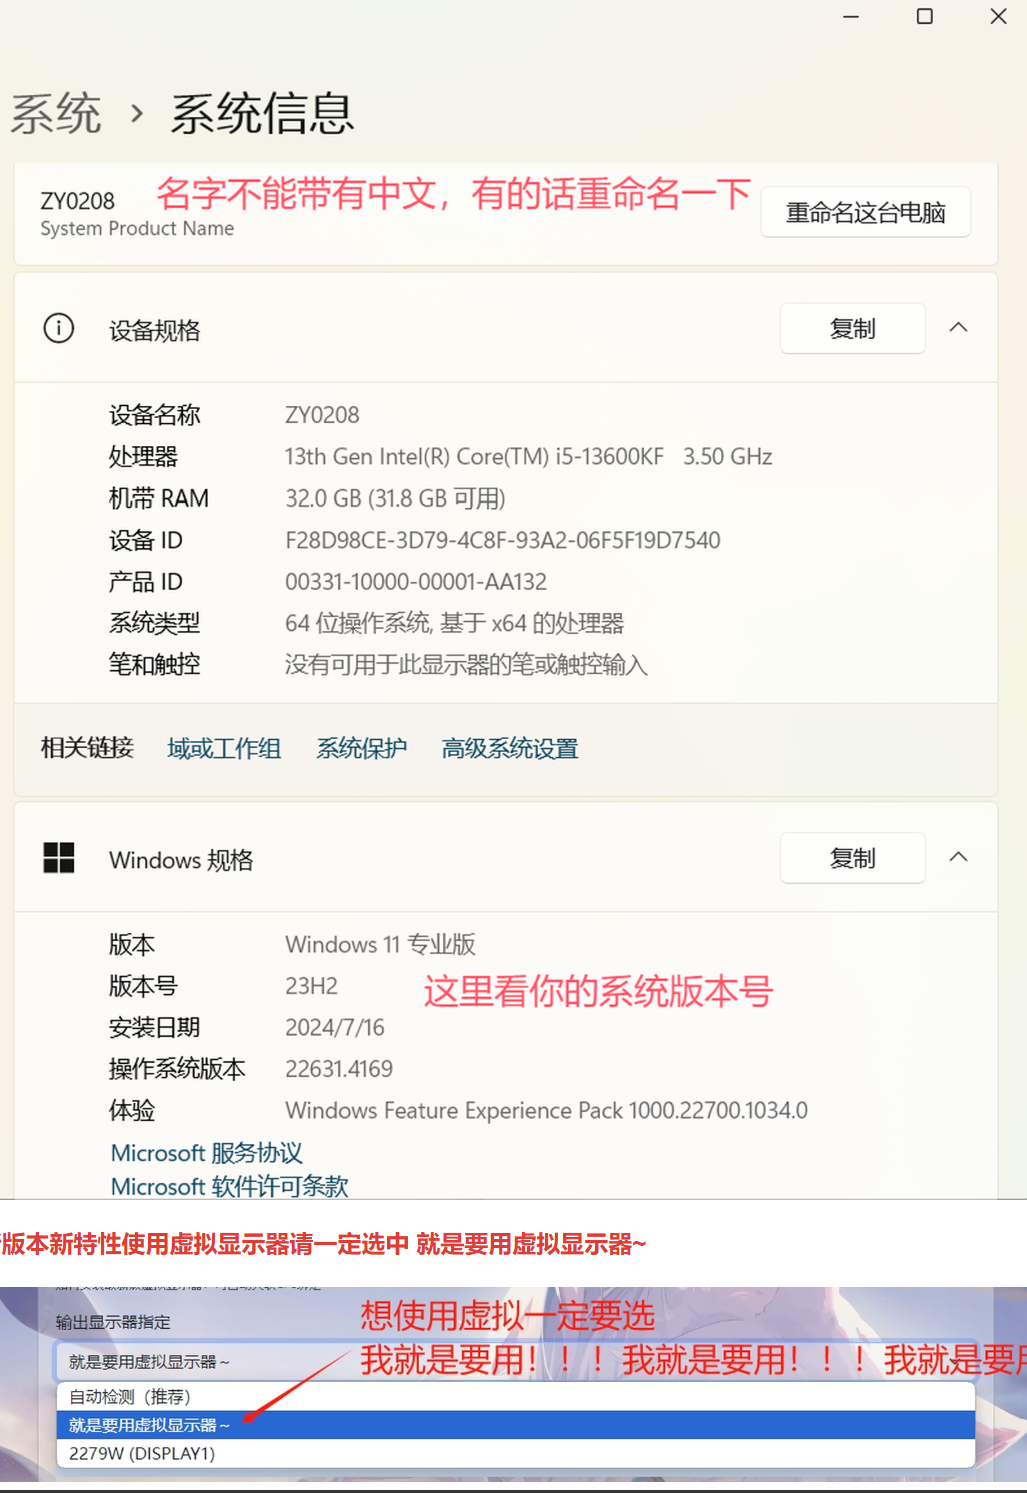 系统 › 系统信息
ZY0208
名字不能带有中文，有的话重命名一下
System Product Name
重命名这台电脑
设备规格
复制
设备名称 ZY0208
处理器 13th Gen Intel(R) Core(TM) i5-13600KF 3.50 GHz
机带 RAM 32.0 GB (31.8 GB 可用)
设备 ID F28D98CE-3D79-4C8F-93A2-06F5F19D7540
产品 ID 00331-10000-00001-AA132
系统类型 64 位操作系统, 基于 x64 的处理器
笔和触控 没有可用于此显示器的笔或触控输入
相关链接 域或工作组 系统保护 高级系统设置
Windows 规格
复制
版本 Windows 11 专业版
版本号 23H2
这里看你的系统版本号
安装日期 2024/7/16
操作系统版本 22631.4169
体验 Windows Feature Experience Pack 1000.22700.1034.0
Microsoft 服务协议
Microsoft 软件许可条款
版本新特性使用虚拟显示器请一定选中 就是要用虚拟显示器~
输出显示器指定
想使用虚拟一定要选
就是要用虚拟显示器~
我就是要用！！！我就是要用！！！我就是要用
自动检测（推荐）
就是要用虚拟显示器~
2279W (DISPLAY1)